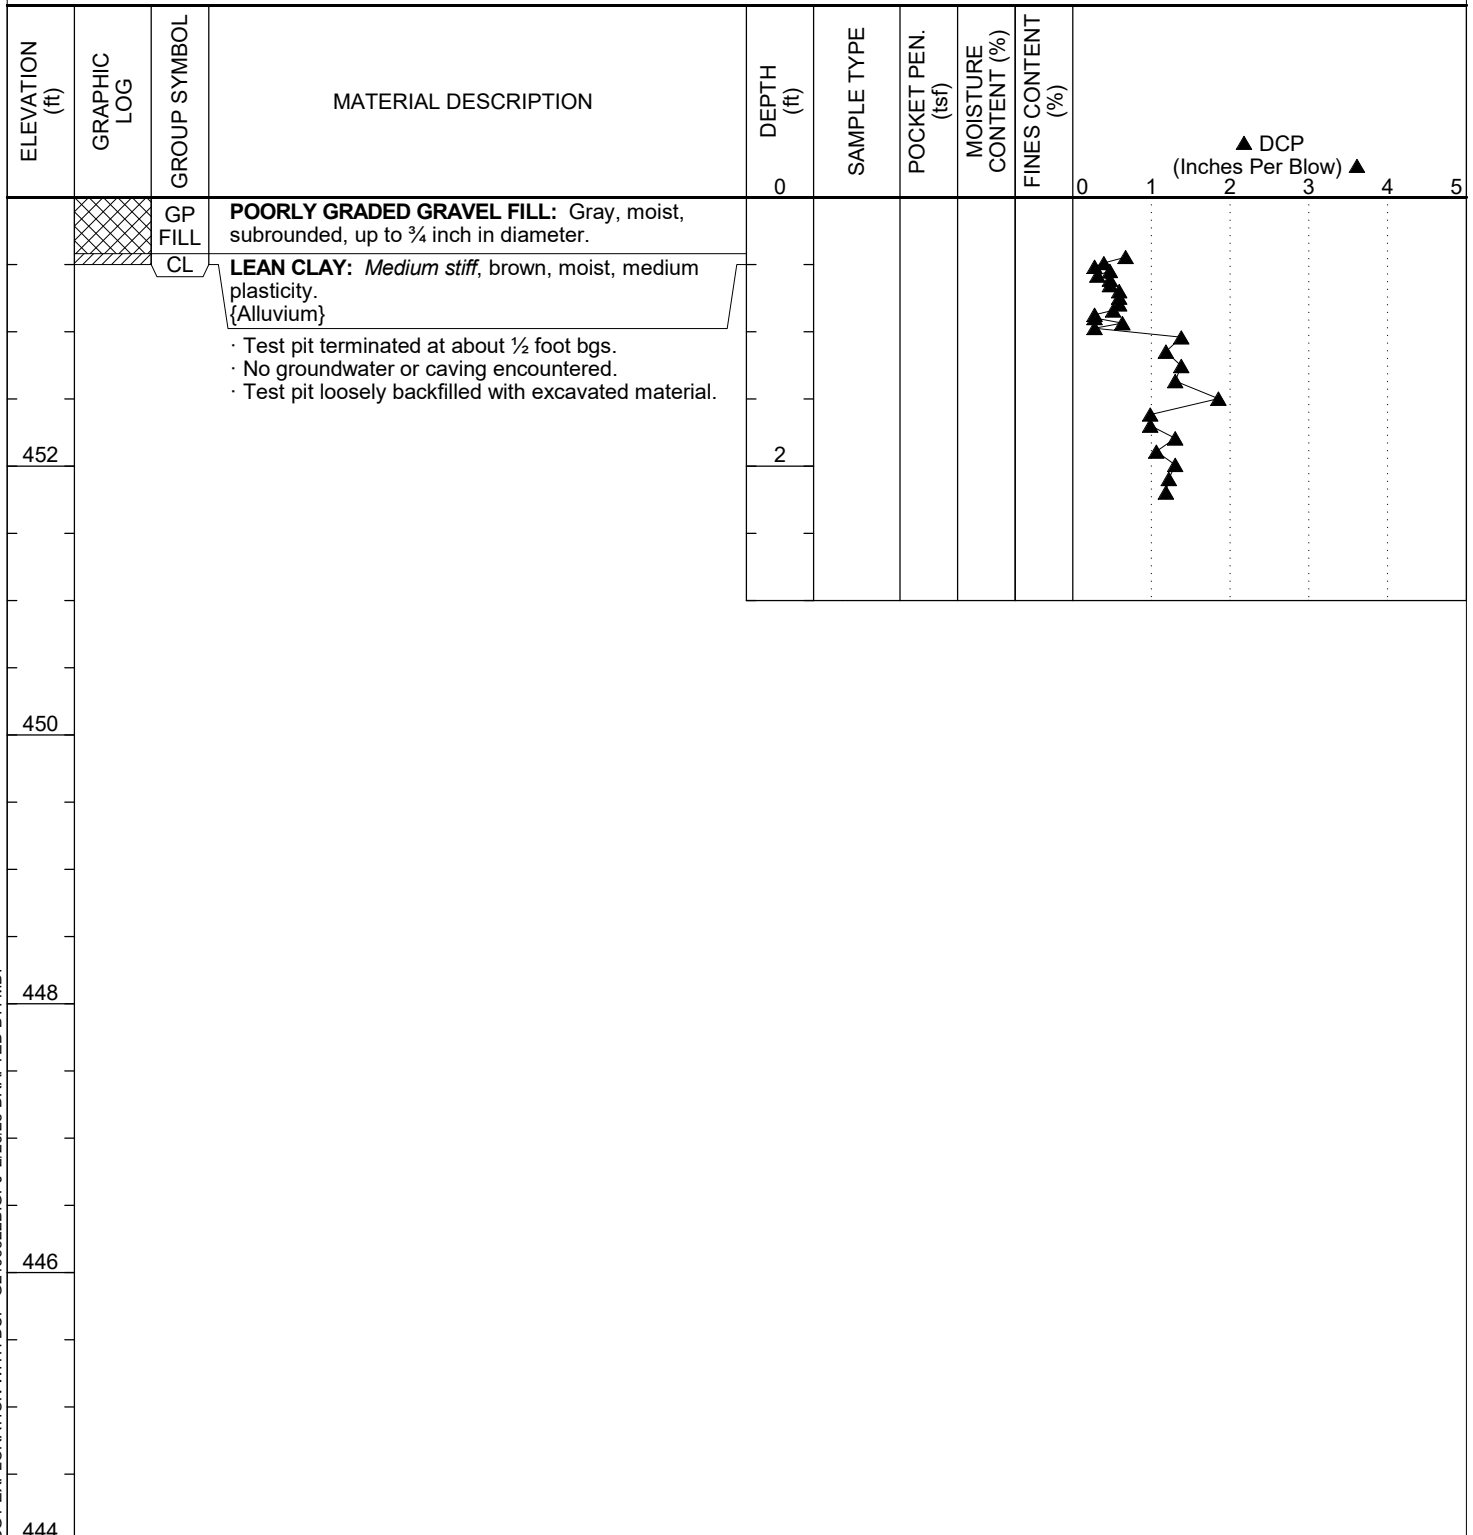 ELEVATION
(ft)
GRAPHIC
LOG
GROUP SYMBOL
MATERIAL DESCRIPTION
DEPTH
(ft)
0
SAMPLE TYPE
POCKET PEN.
(tsf)
MOISTURE
CONTENT (%)
FINES CONTENT
(%)
▲ DCP
(Inches Per Blow) ▲
0 1 2 3 4 5
GP
FILL
POORLY GRADED GRAVEL FILL: Gray, moist,
subrounded, up to ¾ inch in diameter.
CL
LEAN CLAY: Medium stiff, brown, moist, medium
plasticity.
{Alluvium}
· Test pit terminated at about ½ foot bgs.
· No groundwater or caving encountered.
· Test pit loosely backfilled with excavated material.
452
2
450
448
446
444